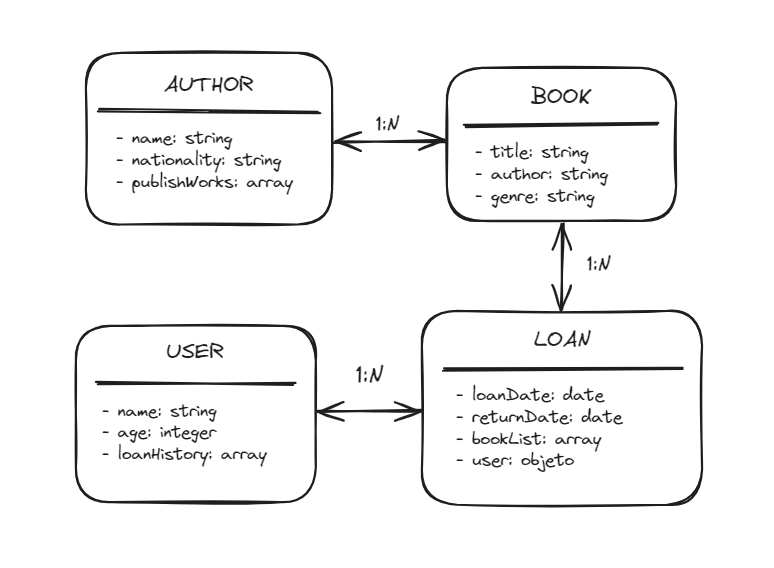 AUTHOR
- name: string
- nationality: string
- publishWorks: array
1:N
BOOK
- title: string
- author: string
- genre: string
1:N
USER
- name: string
- age: integer
- loanHistory: array
1:N
LOAN
- loanDate: date
- returnDate: date
- bookList: array
- user: objeto